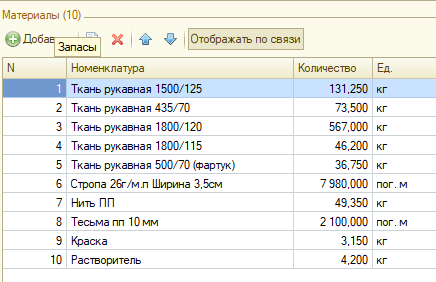 Материалы (10)
Отображать по связи
Запасы
N Номенклатура Количество Ед.
1 Ткань рукавная 1500/125 131,250 кг
2 Ткань рукавная 435/70 73,500 кг
3 Ткань рукавная 1800/120 567,000 кг
4 Ткань рукавная 1800/115 46,200 кг
5 Ткань рукавная 500/70 (фартук) 36,750 кг
6 Стропа 26г/м.п Ширина 3,5см 7 980,000 пог. м
7 Нить ПП 49,350 кг
8 Тесьма пп 10 мм 2 100,000 пог. м
9 Краска 3,150 кг
10 Растворитель 4,200 кг